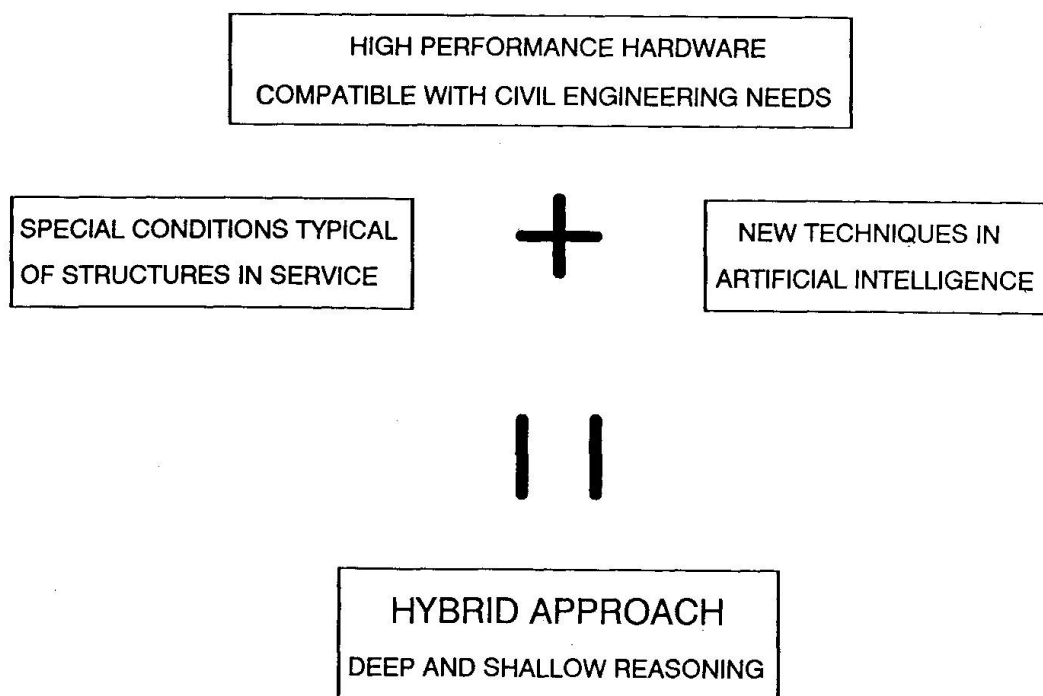 HIGH PERFORMANCE HARDWARE
COMPATIBLE WITH CIVIL ENGINEERING NEEDS
SPECIAL CONDITIONS TYPICAL
OF STRUCTURES IN SERVICE
+
NEW TECHNIQUES IN
ARTIFICIAL INTELLIGENCE
HYBRID APPROACH
DEEP AND SHALLOW REASONING